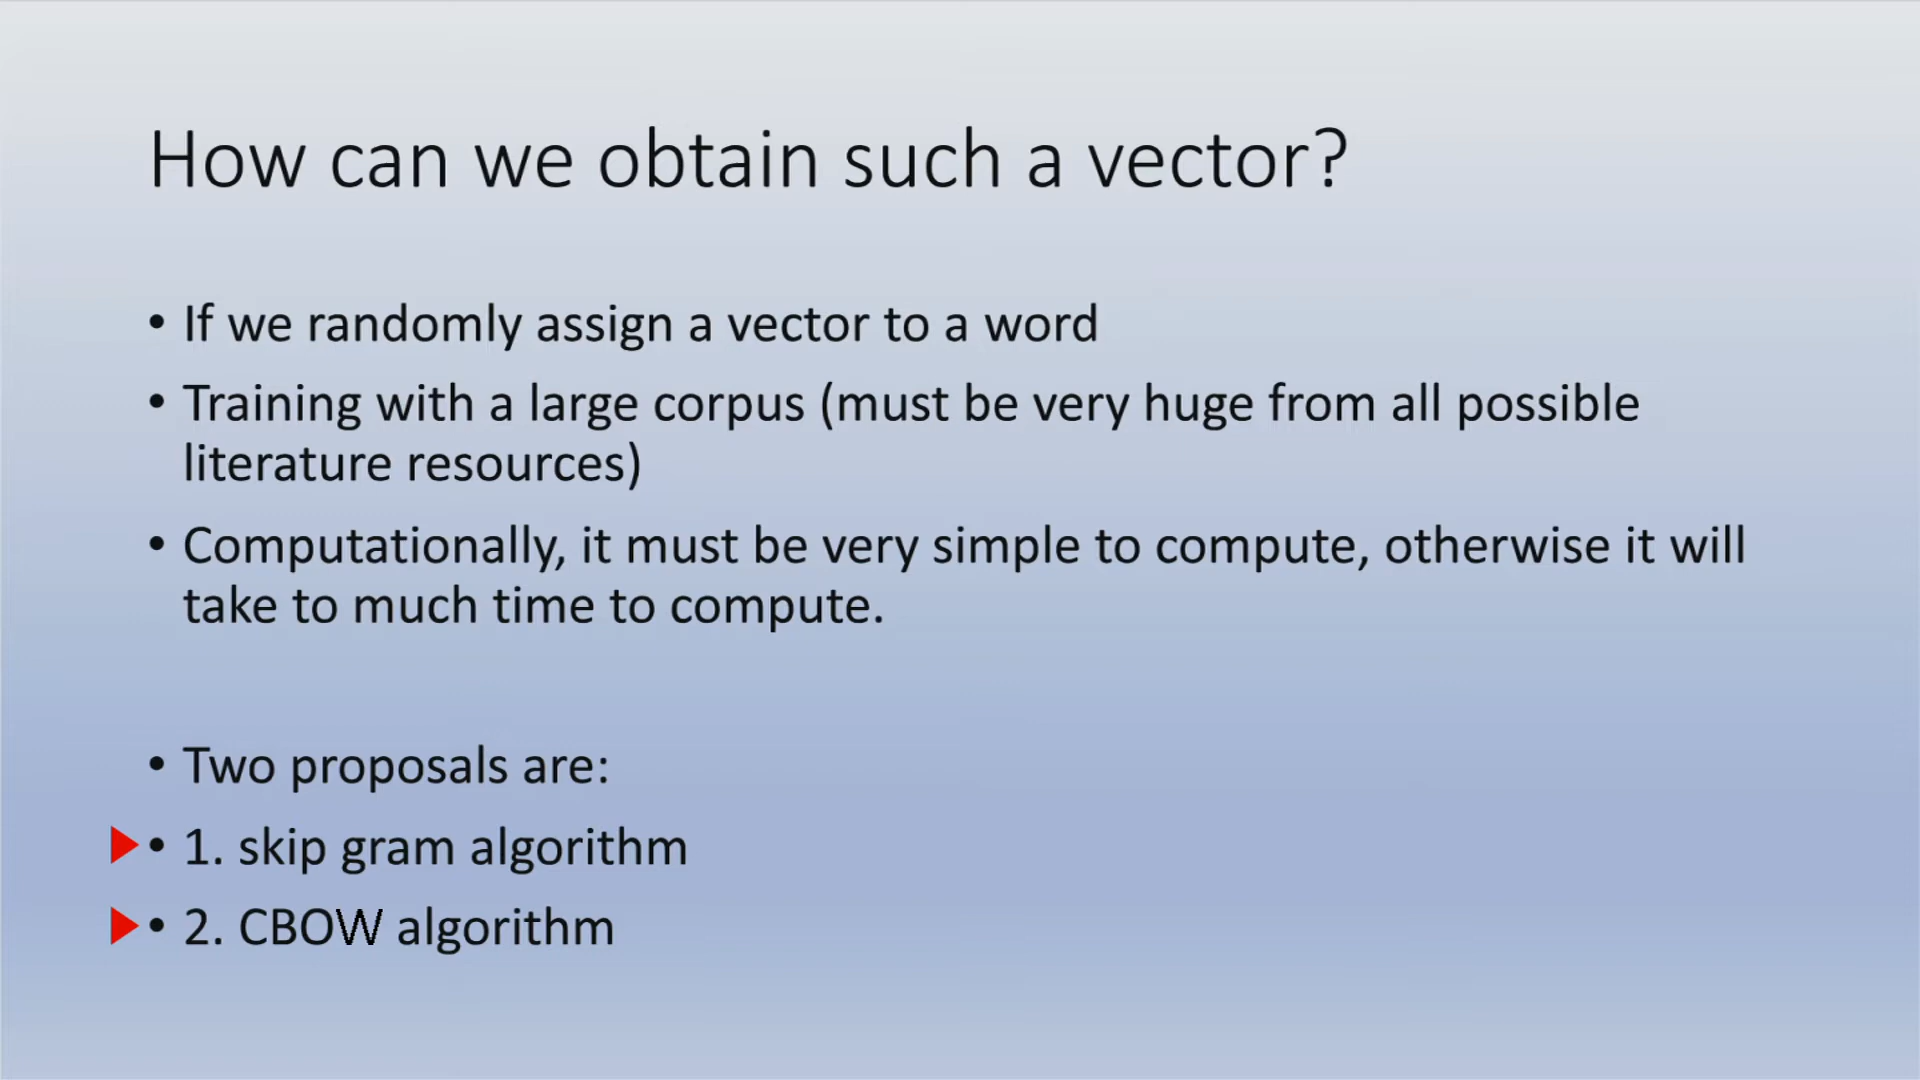 How can we obtain such a vector?
• If we randomly assign a vector to a word
• Training with a large corpus (must be very huge from all possible
literature resources)
• Computationally, it must be very simple to compute, otherwise it will
take to much time to compute.
• Two proposals are:
• 1. skip gram algorithm
• 2. CBOW algorithm